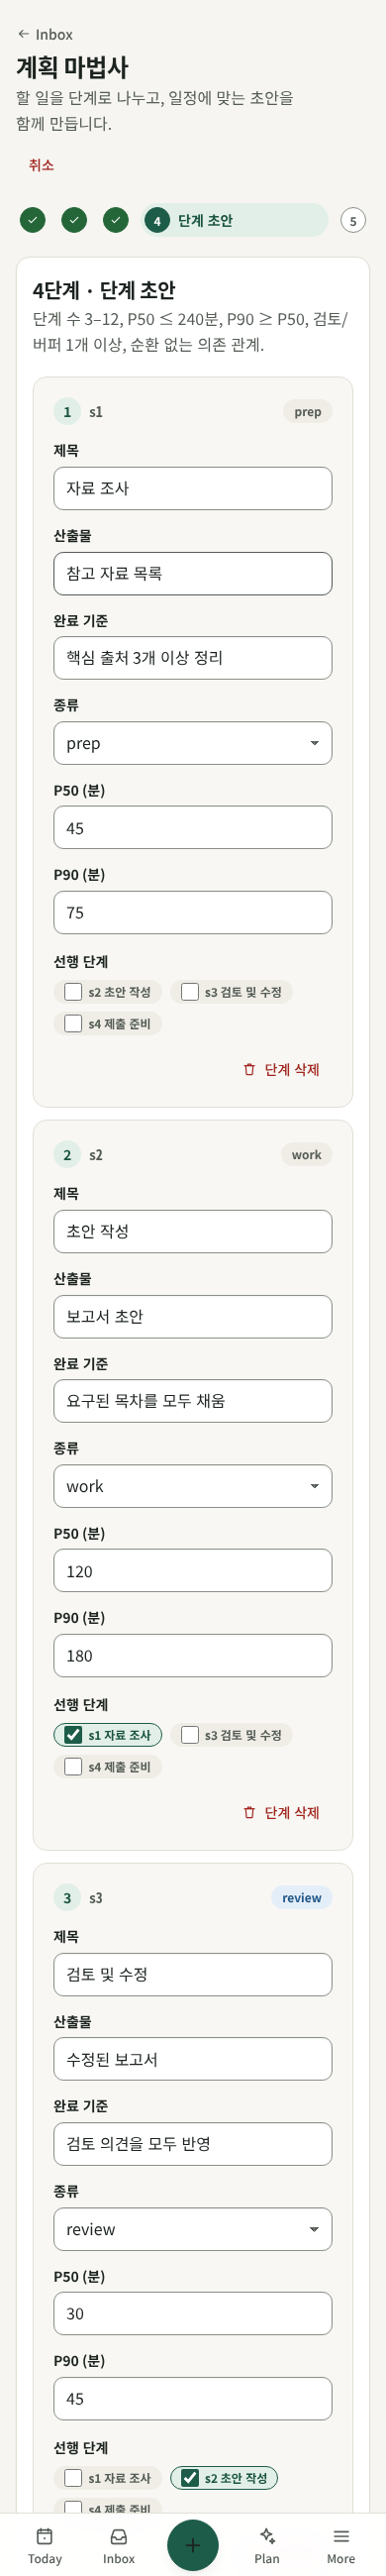 ← Inbox
계획 마법사
할 일을 단계로 나누고, 일정에 맞는 초안을
함께 만듭니다.
취소
4 단계 초안 5
4단계 · 단계 초안
단계 수 3–12, P50 ≤ 240분, P90 ≥ P50, 검토/
버퍼 1개 이상, 순환 없는 의존 관계.
1 s1 prep
제목
자료 조사
산출물
참고 자료 목록
완료 기준
핵심 출처 3개 이상 정리
종류
prep
P50 (분)
45
P90 (분)
75
선행 단계
s2 초안 작성 s3 검토 및 수정
s4 제출 준비
단계 삭제
2 s2 work
제목
초안 작성
산출물
보고서 초안
완료 기준
요구된 목차를 모두 채움
종류
work
P50 (분)
120
P90 (분)
180
선행 단계
s1 자료 조사 s3 검토 및 수정
s4 제출 준비
단계 삭제
3 s3 review
제목
검토 및 수정
산출물
수정된 보고서
완료 기준
검토 의견을 모두 반영
종류
review
P50 (분)
30
P90 (분)
45
선행 단계
s1 자료 조사 s2 초안 작성
s4 제출 준비
Today Inbox Plan More